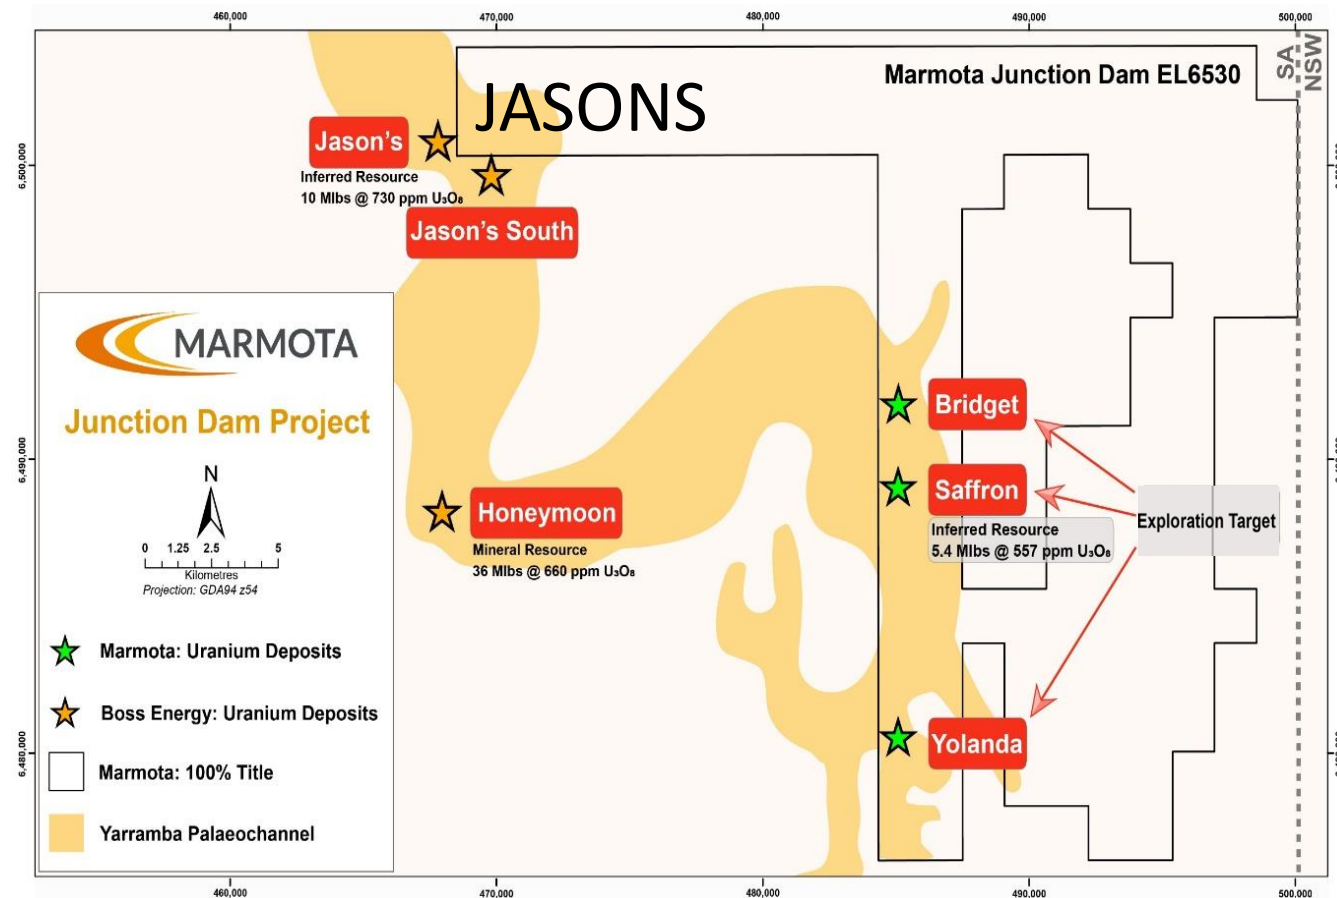 460,000 470,000 480,000 490,000 500,000
SA
NSW
Marmota Junction Dam EL6530
JASONS
Jason's
Inferred Resource
10 Mlbs @ 730 ppm U₃O₈
Jason's South
6,500,000
6,490,000
6,480,000
MARMOTA
Junction Dam Project
N
0 1.25 2.5 5
Kilometres
Projection: GDA94 z54
Marmota: Uranium Deposits
Boss Energy: Uranium Deposits
Marmota: 100% Title
Yarramba Palaeochannel
Honeymoon
Mineral Resource
36 Mlbs @ 660 ppm U₃O₈
Bridget
Saffron
Inferred Resource
5.4 Mlbs @ 557 ppm U₃O₈
Exploration Target
Yolanda
460,000 470,000 480,000 490,000 500,000